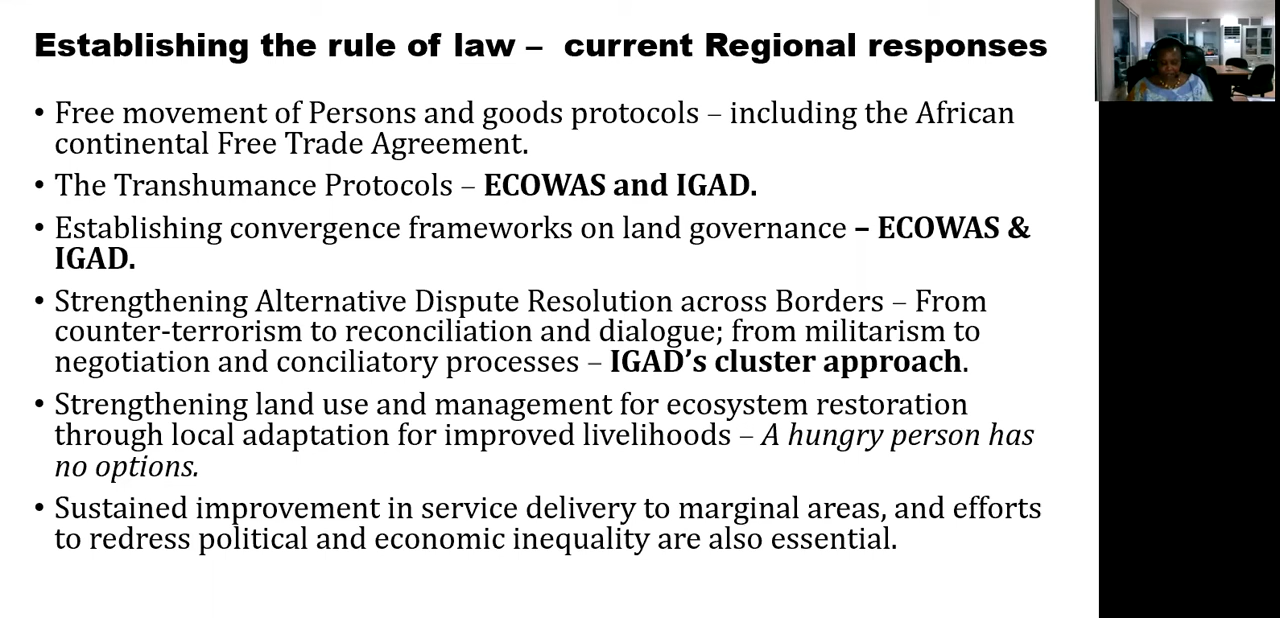 Establishing the rule of law – current Regional responses
• Free movement of Persons and goods protocols – including the African
continental Free Trade Agreement.
• The Transhumance Protocols – ECOWAS and IGAD.
• Establishing convergence frameworks on land governance – ECOWAS &
IGAD.
• Strengthening Alternative Dispute Resolution across Borders – From
counter-terrorism to reconciliation and dialogue; from militarism to
negotiation and conciliatory processes – IGAD’s cluster approach.
• Strengthening land use and management for ecosystem restoration
through local adaptation for improved livelihoods – A hungry person has
no options.
• Sustained improvement in service delivery to marginal areas, and efforts
to redress political and economic inequality are also essential.